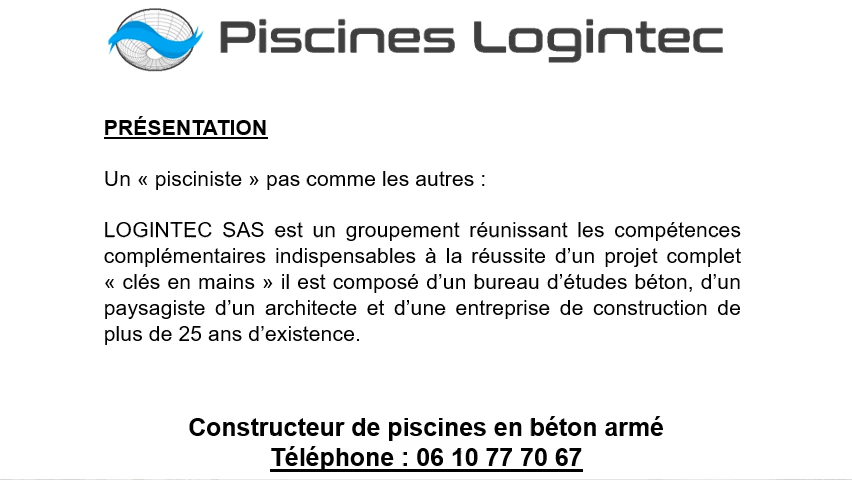 Piscines Logintec
PRÉSENTATION
Un « pisciniste » pas comme les autres :
LOGINTEC SAS est un groupement réunissant les compétences
complémentaires indispensables à la réussite d’un projet complet
« clés en mains » il est composé d’un bureau d’études béton, d’un
paysagiste d’un architecte et d’une entreprise de construction de
plus de 25 ans d’existence.
Constructeur de piscines en béton armé
Téléphone : 06 10 77 70 67